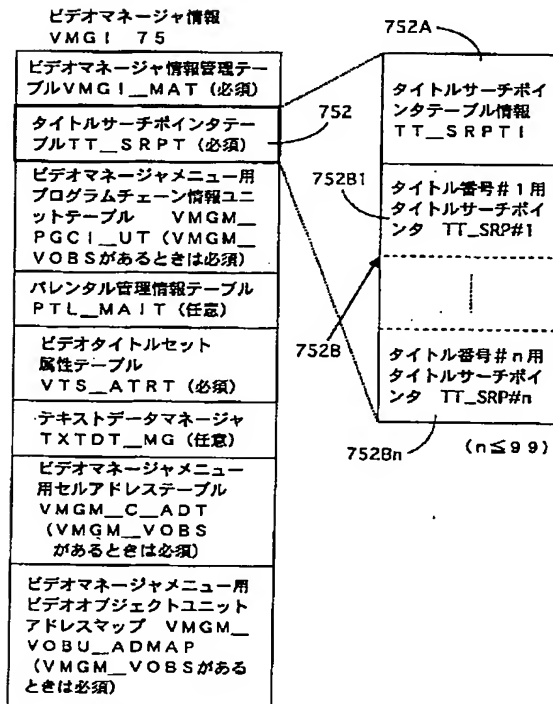 ビデオマネージャ情報
VMGI 75
ビデオマネージャ情報管理テー
ブルVMGI__MAT (必須)
タイトルサーチポインタテー
ブルTT__SRPT (必須)
ビデオマネージャメニュー用
プログラムチェーン情報ユニ
ットテーブル VMGM__
PGCI__UT (VMGM__
VOBSがあるときは必須)
パレンタル管理情報テーブル
PTL__MAIT (任意)
ビデオタイトルセット
属性テーブル
VTS__ATRT (必須)
テキストデータマネージャ
TXTDT__MG (任意)
ビデオマネージャメニュー
用セルアドレステーブル
VMGM__C__ADT
(VMGM__VOBS
があるときは必須)
ビデオマネージャメニュー用
ビデオオブジェクトユニット
アドレスマップ VMGM__
VOBU__ADMAP
(VMGM__VOBSがある
ときは必須)
752
752A
タイトルサーチポイ
ンタテーブル情報
TT__SRPTI
752B1
タイトル番号#1用
タイトルサーチポイ
ンタ TT_SRP#1
752B
タイトル番号#n用
タイトルサーチポイ
ンタ TT_SRP#n
752Bn
(n≦99)